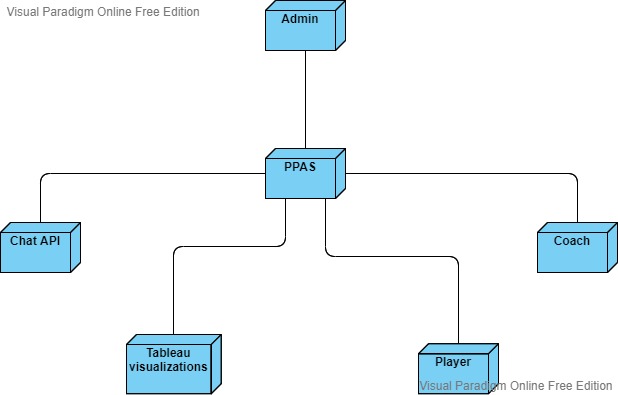 Visual Paradigm Online Free Edition
Admin
PPAS
Chat API
Coach
Tableau
visualizations
Player
Visual Paradigm Online Free Edition